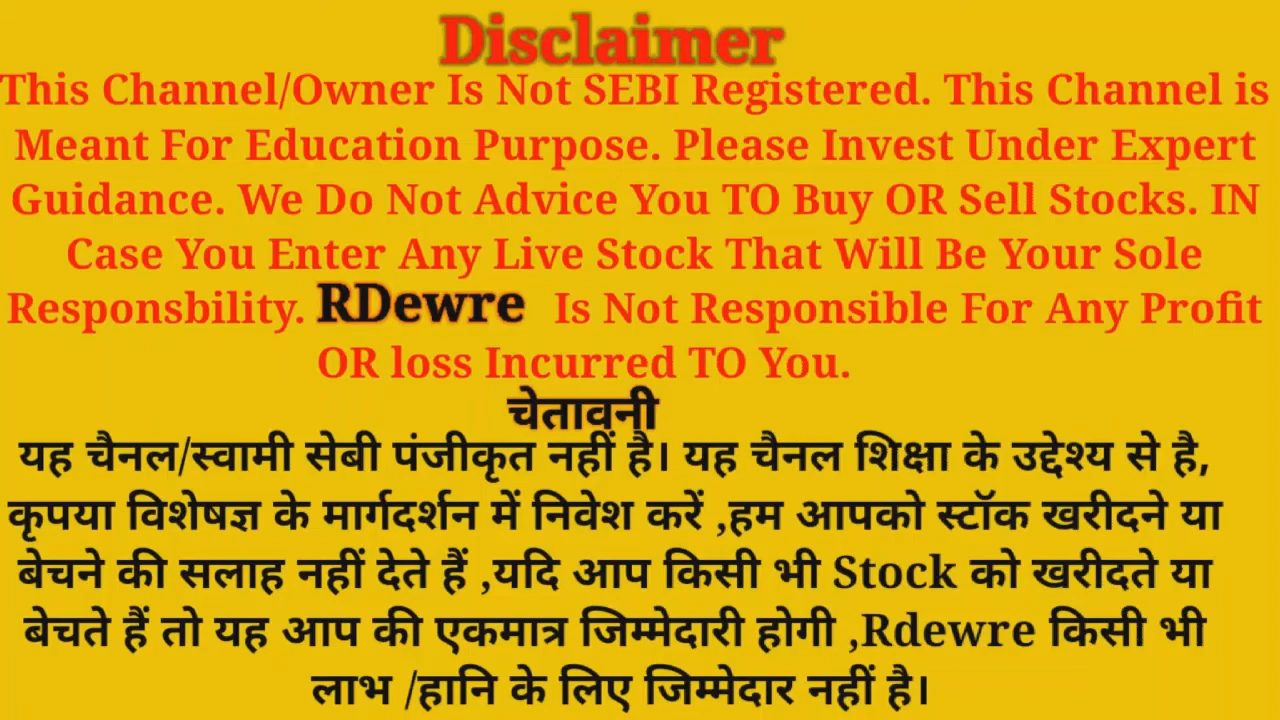 Disclaimer
This Channel/Owner Is Not SEBI Registered. This Channel is
Meant For Education Purpose. Please Invest Under Expert
Guidance. We Do Not Advice You TO Buy OR Sell Stocks. IN
Case You Enter Any Live Stock That Will Be Your Sole
Responsbility. RDewre Is Not Responsible For Any Profit
OR loss Incurred TO You.
चेतावनी
यह चैनल/स्वामी सेबी पंजीकृत नहीं है। यह चैनल शिक्षा के उद्देश्य से है,
कृपया विशेषज्ञ के मार्गदर्शन में निवेश करें ,हम आपको स्टॉक खरीदने या
बेचने की सलाह नहीं देते हैं ,यदि आप किसी भी Stock को खरीदते या
बेचते हैं तो यह आप की एकमात्र जिम्मेदारी होगी ,Rdewre किसी भी
लाभ /हानि के लिए जिम्मेदार नहीं है।